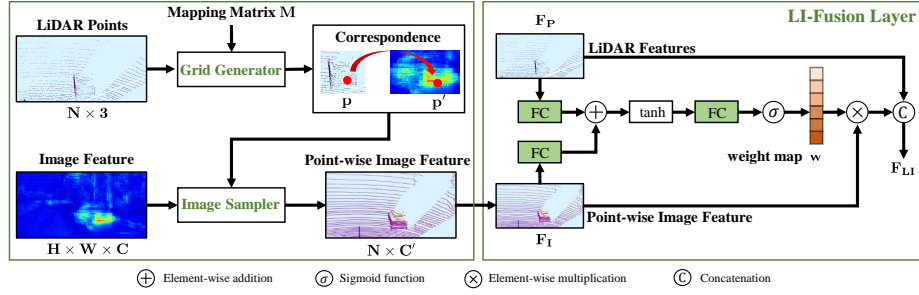 Mapping Matrix M
LI-Fusion Layer
LiDAR Points
Grid Generator
N × 3
Correspondence
p
p′
Image Feature
Image Sampler
H × W × C
Point-wise Image Feature
N × C′
F_P
LiDAR Features
FC
+
tanh
FC
σ
×
C
FC
weight map w
F_LI
Point-wise Image Feature
F_I
+ Element-wise addition
σ Sigmoid function
× Element-wise multiplication
C Concatenation